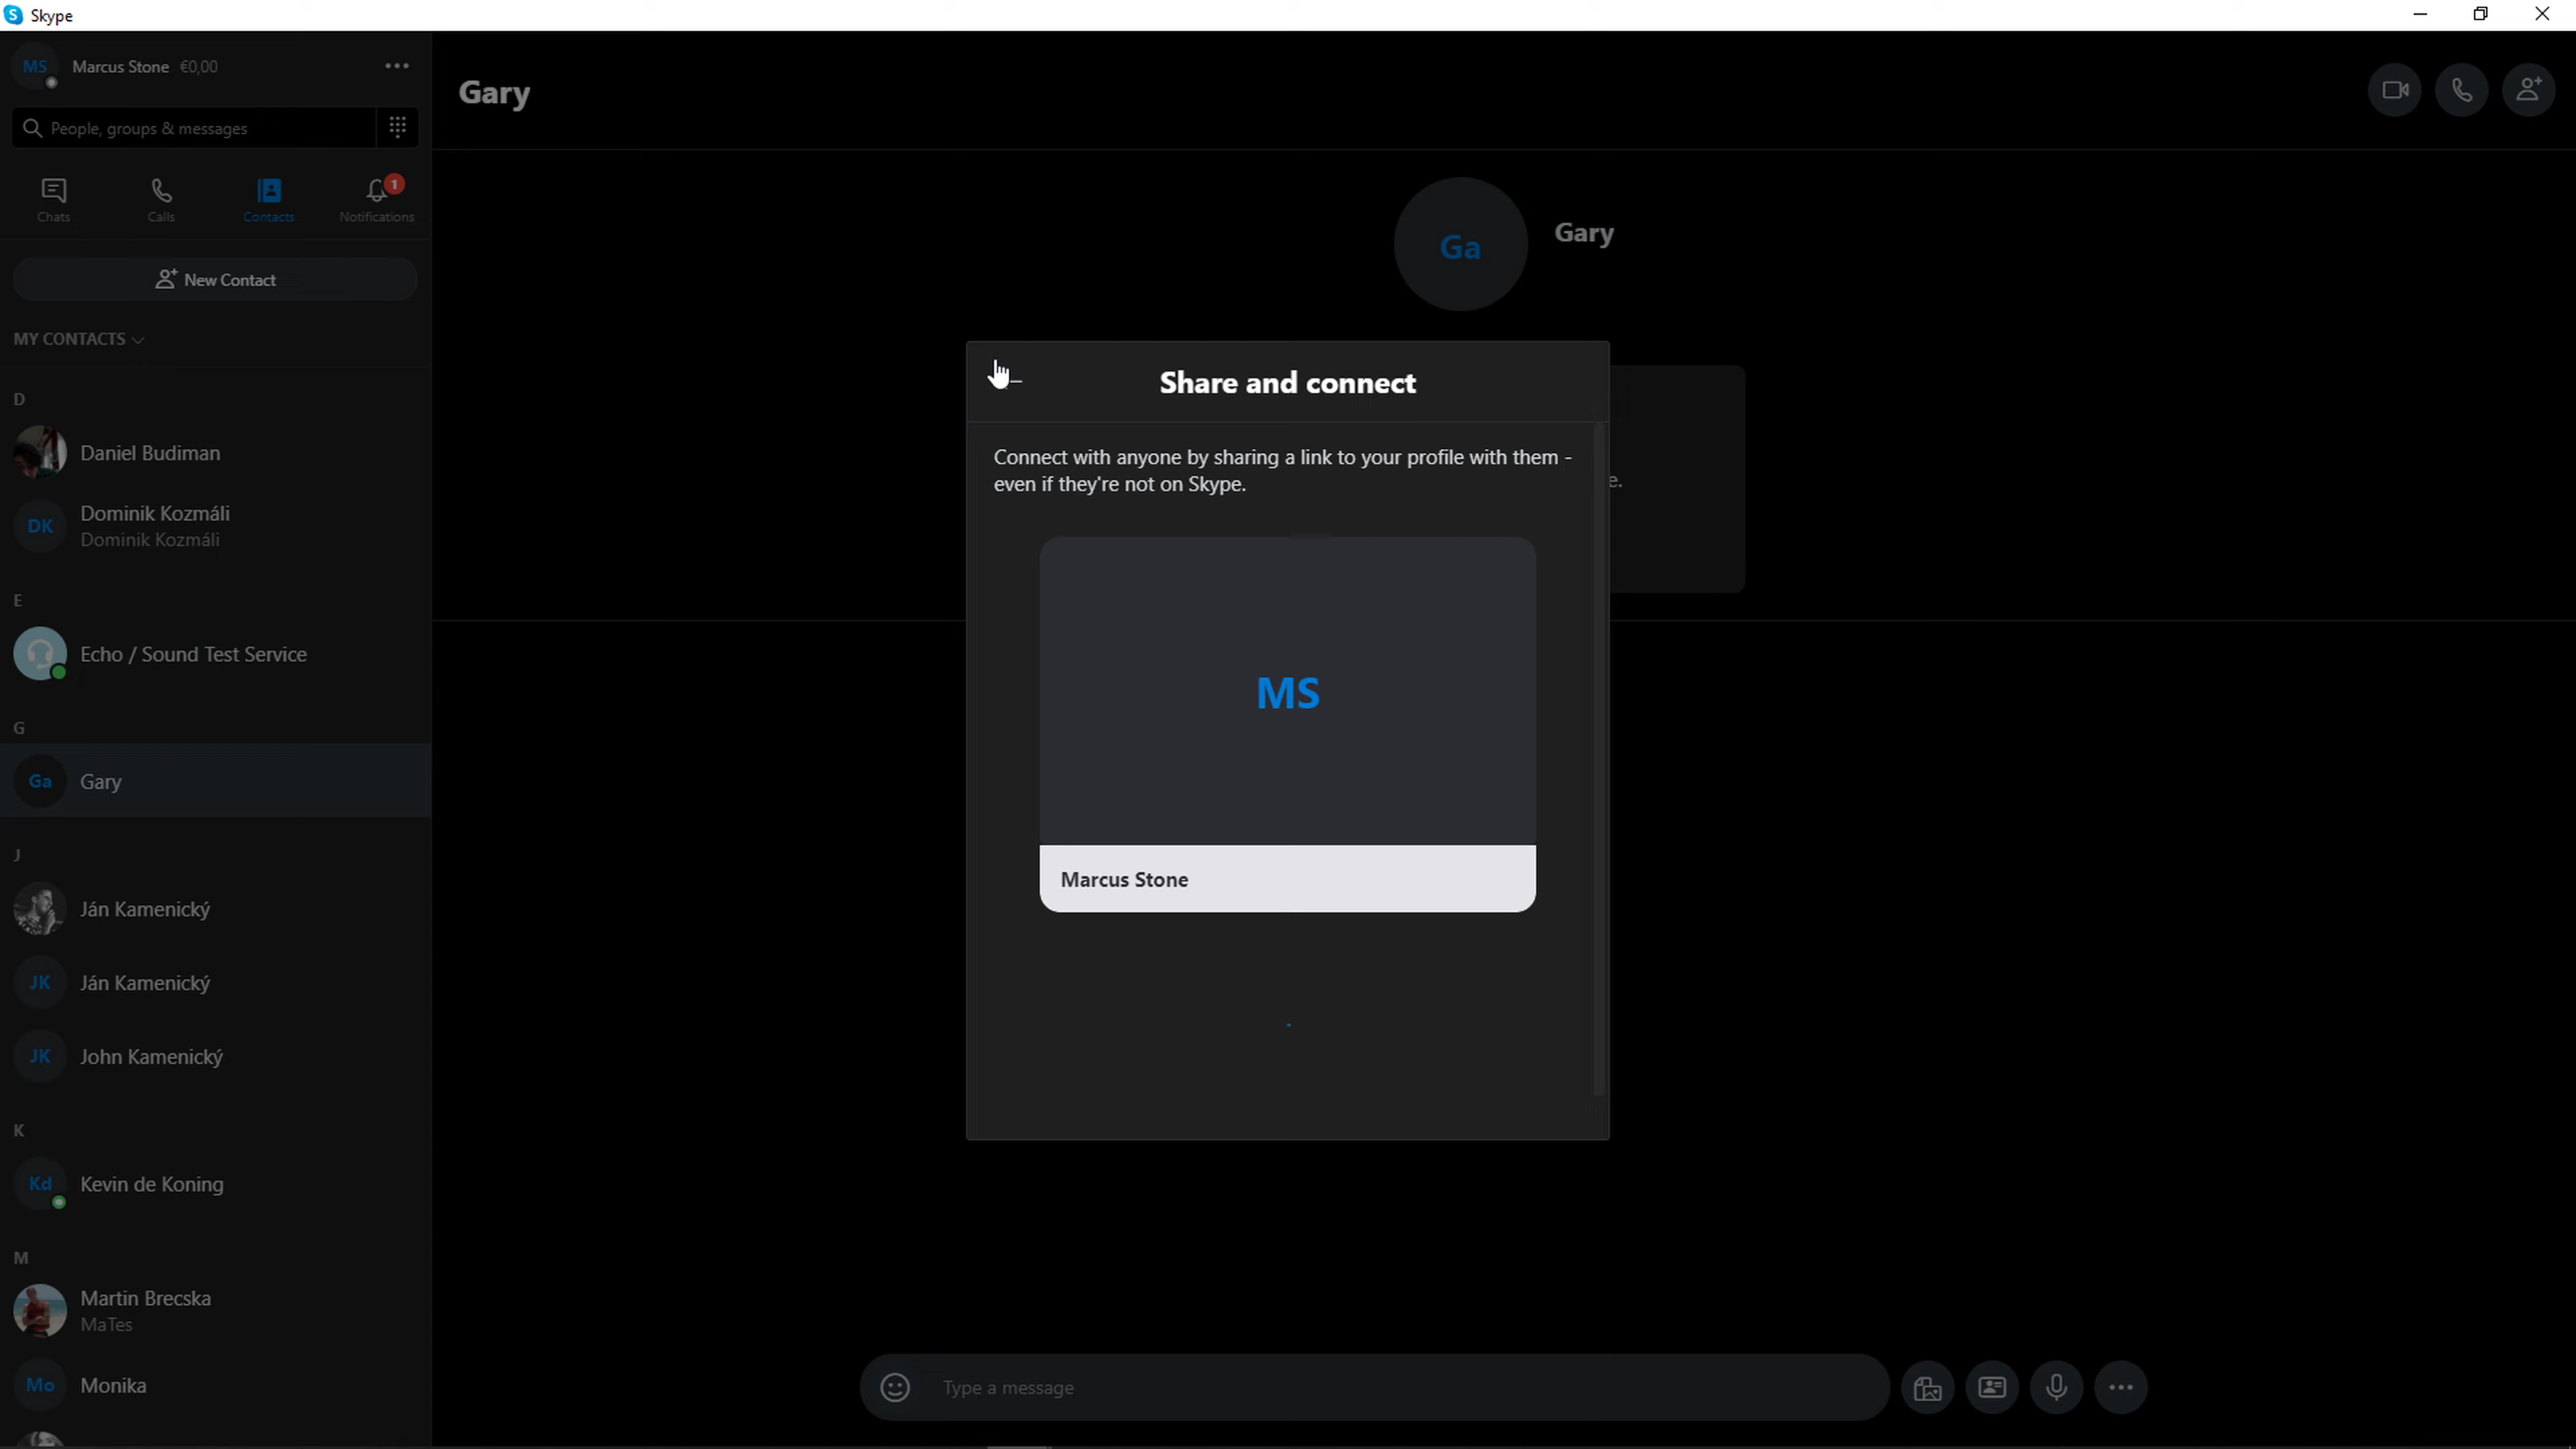 Skype
MS
Marcus Stone €0,00
People, groups & messages
Chats
Calls
Contacts
1
Notifications
New Contact
MY CONTACTS
D
Daniel Budiman
DK
Dominik Kozmáli
Dominik Kozmáli
E
Echo / Sound Test Service
G
Ga
Gary
J
Ján Kamenický
JK
Ján Kamenický
JK
John Kamenický
K
Kd
Kevin de Koning
M
Martin Brecska
MaTes
Mo
Monika
Gary
Ga
Gary
e.
Share and connect
Connect with anyone by sharing a link to your profile with them -
even if they're not on Skype.
MS
Marcus Stone
Type a message